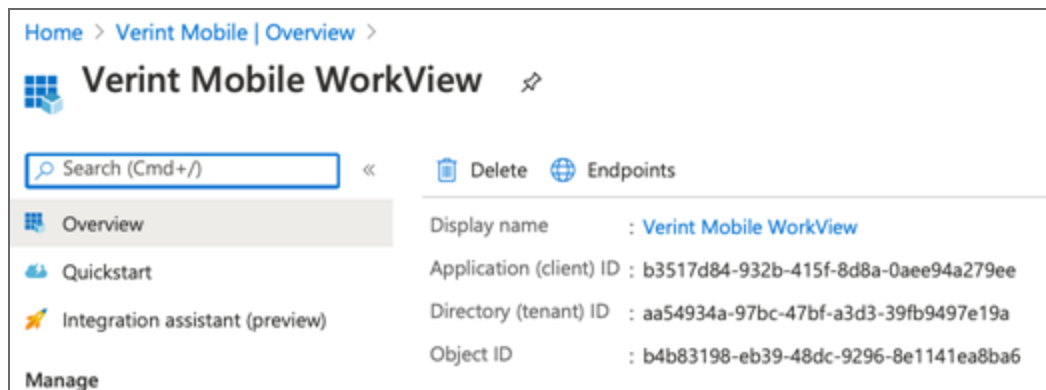 Home > Verint Mobile | Overview >
Verint Mobile WorkView
Search (Cmd+/)
«
Delete
Endpoints
Overview
Quickstart
Integration assistant (preview)
Manage
Display name : Verint Mobile WorkView
Application (client) ID : b3517d84-932b-415f-8d8a-0aee94a279ee
Directory (tenant) ID : aa54934a-97bc-47bf-a3d3-39fb9497e19a
Object ID : b4b83198-eb39-48dc-9296-8e1141ea8ba6